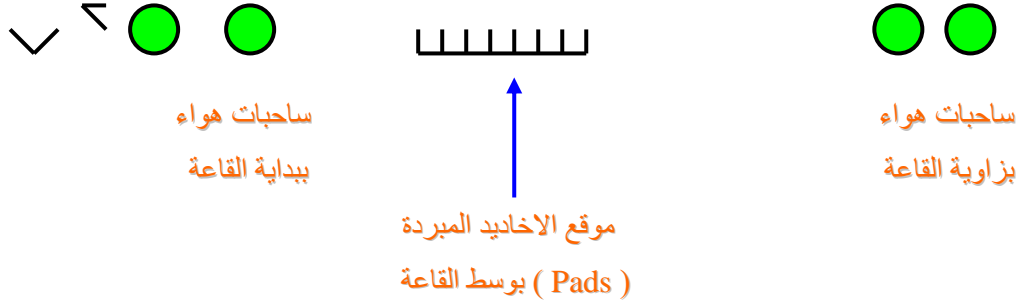 ساحبات هواء
بزاوية القاعة
ساحبات هواء
ببداية القاعة
موقع الاخاديد المبردة
( Pads ) بوسط القاعة